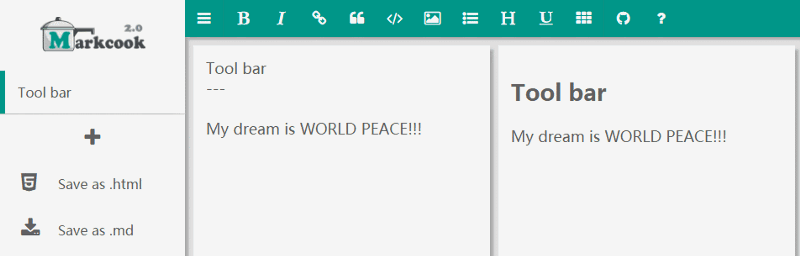 2.0
Markcook
Tool bar
Save as .html
Save as .md
B I H U ?
Tool bar
---
My dream is WORLD PEACE!!!
Tool bar
My dream is WORLD PEACE!!!